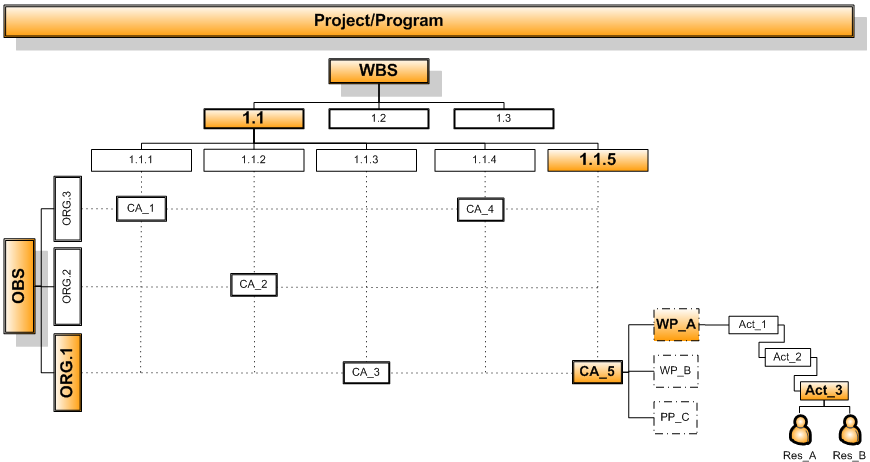 Project/Program
WBS
1.1
1.2
1.3
1.1.1
1.1.2
1.1.3
1.1.4
1.1.5
ORG.3
CA_1
CA_4
OBS
ORG.2
CA_2
WP_A
Act_1
Act_2
ORG.1
CA_3
CA_5
WP_B
Act_3
PP_C
Res_A
Res_B